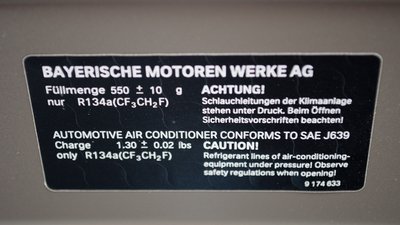 BAYERISCHE MOTOREN WERKE AG
Füllmenge 550 ± 10 g
nur R134a(CF₃CH₂F)
ACHTUNG!
Schlauchleitungen der Klimaanlage
stehen unter Druck. Beim Öffnen
Sicherheitsvorschriften beachten!
AUTOMOTIVE AIR CONDITIONER CONFORMS TO SAE J639
Charge 1.30 ± 0.02 lbs
only R134a(CF₃CH₂F)
CAUTION!
Refrigerant lines of air-conditioning-
equipment under pressure! Observe
safety regulations when opening!
9 174 633